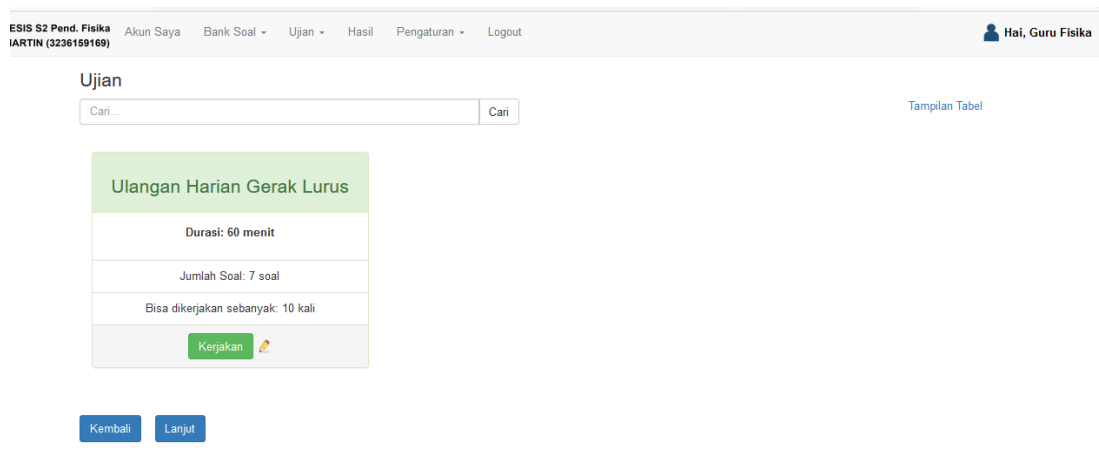 ESIS S2 Pend. Fisika
IARTIN (3236159169)
Akun Saya Bank Soal Ujian Hasil Pengaturan Logout
Hai, Guru Fisika
Ujian
Cari...
Cari
Tampilan Tabel
Ulangan Harian Gerak Lurus
Durasi: 60 menit
Jumlah Soal: 7 soal
Bisa dikerjakan sebanyak: 10 kali
Kerjakan
Kembali Lanjut